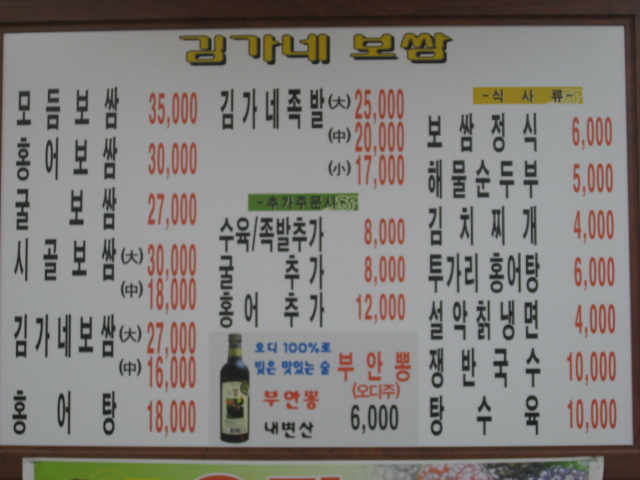 김가네 보쌈
모듬보쌈 35,000
홍어보쌈 30,000
굴보쌈 27,000
시골보쌈 (大) 30,000
(中) 18,000
김가네보쌈 (大) 27,000
(中) 16,000
홍어탕 18,000
김가네족발 (大) 25,000
(中) 20,000
(小) 17,000
-추가주문시-
수육/족발추가 8,000
굴추가 8,000
홍어추가 12,000
오디 100%로
빚은 맛있는 술
부안뽕
내변산
부안뽕
(오디주)
6,000
-식사류-
보쌈정식 6,000
해물순두부 5,000
김치찌개 4,000
투가리홍어탕 6,000
설악칡냉면 4,000
쟁반국수 10,000
탕수육 10,000